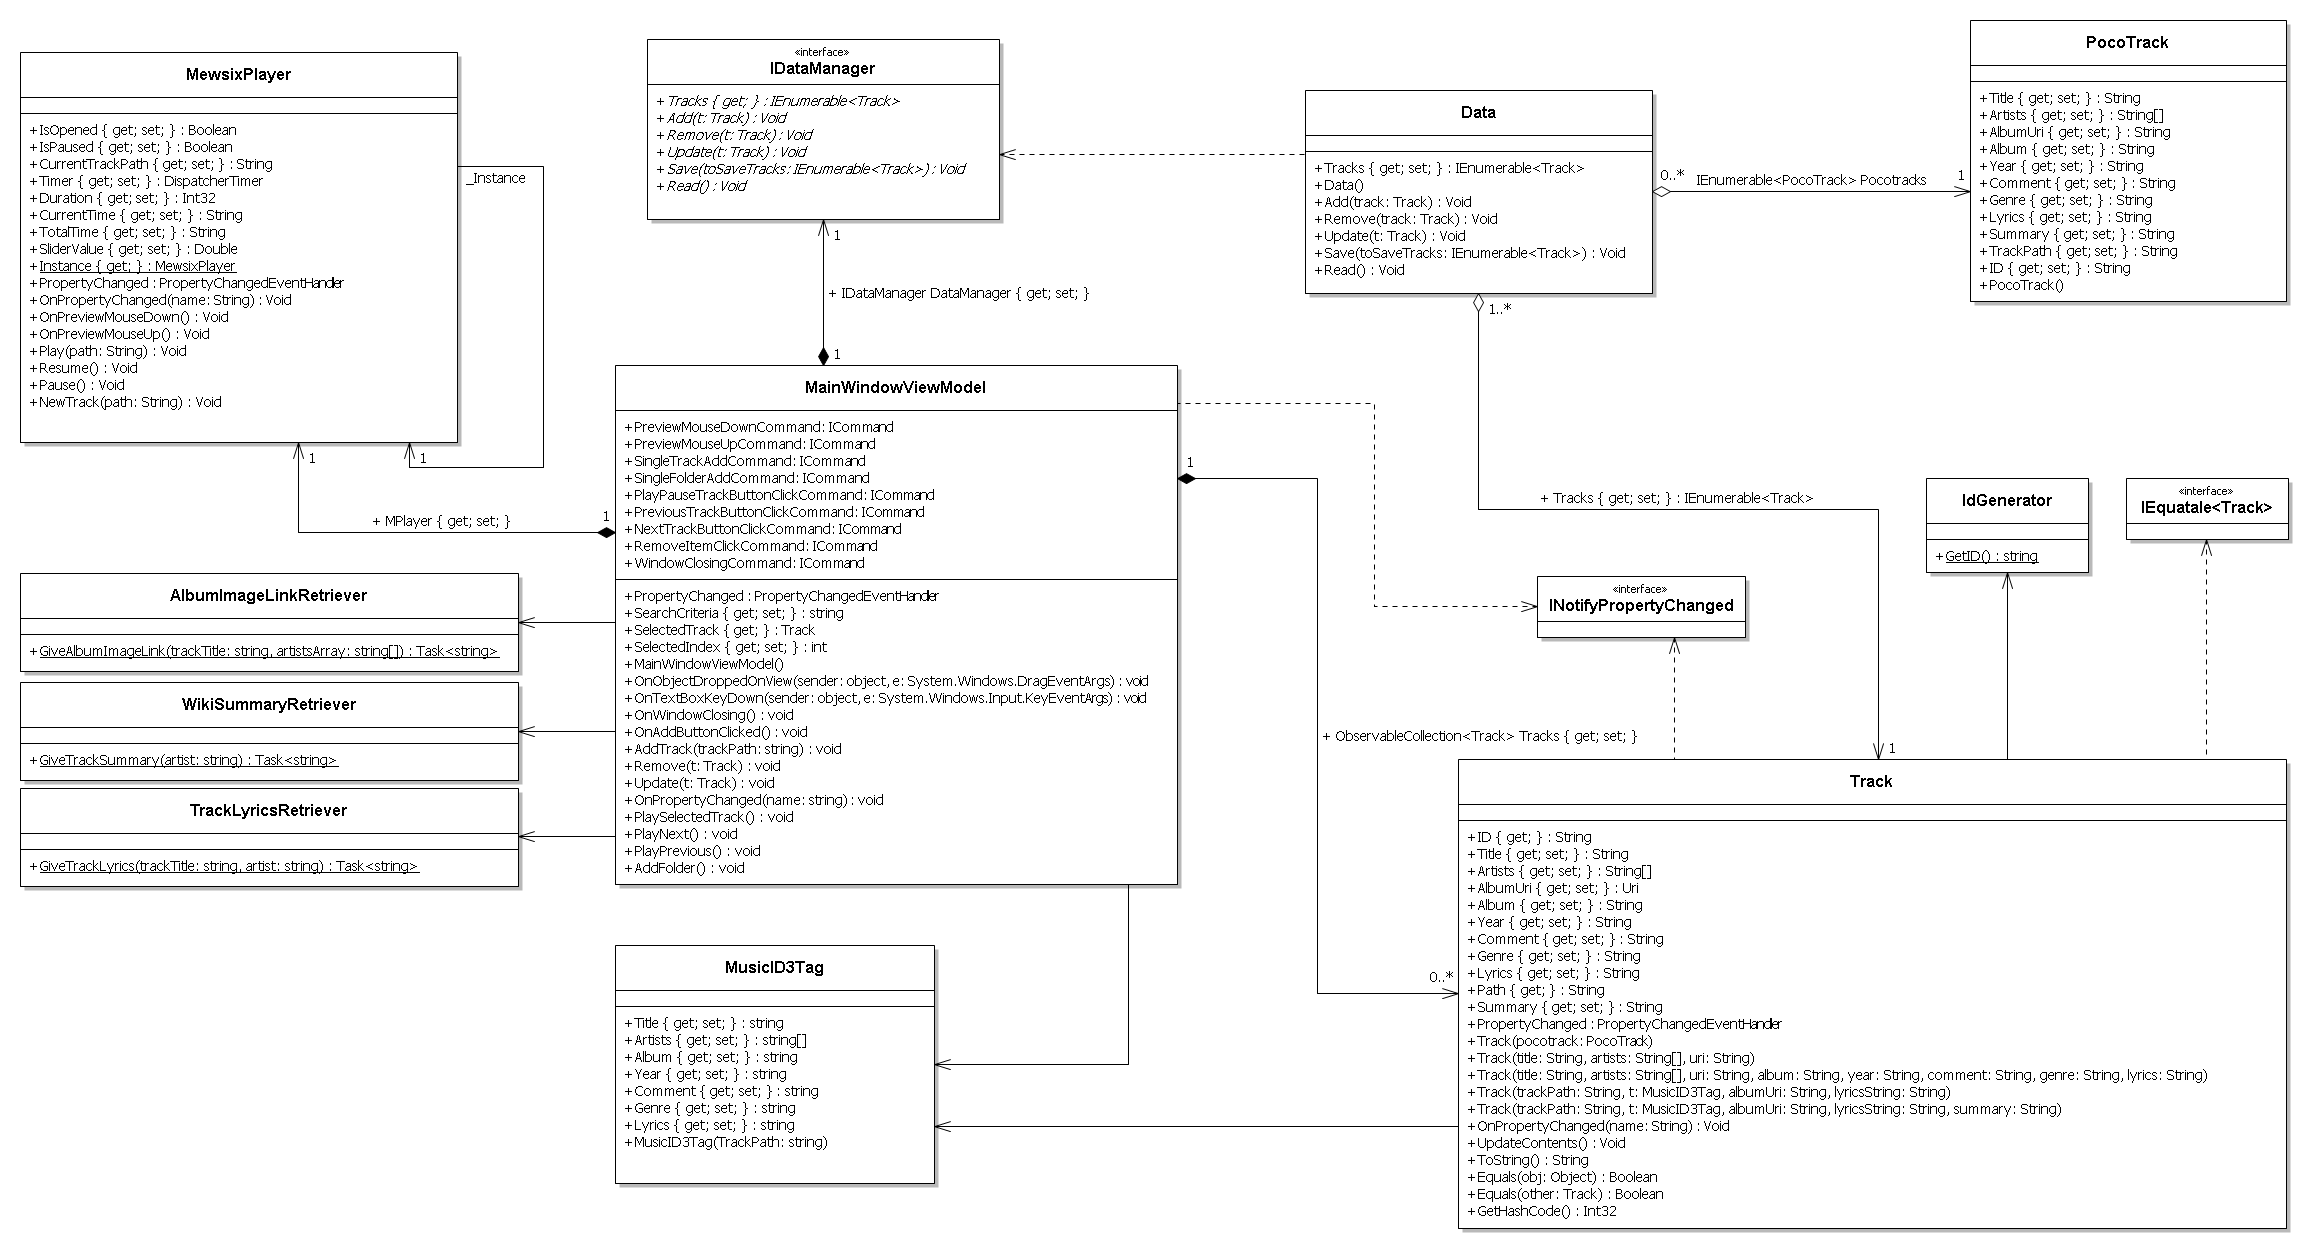 MewsixPlayer
+IsOpened { get; set; } : Boolean
+IsPaused { get; set; } : Boolean
+CurrentTrackPath { get; set; } : String
+Timer { get; set; } : DispatcherTimer
+Duration { get; set; } : Int32
+CurrentTime { get; set; } : String
+TotalTime { get; set; } : String
+SliderValue { get; set; } : Double
+Instance { get; } : MewsixPlayer
+PropertyChanged : PropertyChangedEventHandler
+OnPropertyChanged(name: String) : Void
+OnPreviewMouseDown() : Void
+OnPreviewMouseUp() : Void
+Play(path: String) : Void
+Resume() : Void
+Pause() : Void
+NewTrack(path: String) : Void
_Instance
1
1
+ MPlayer { get; set; }
1
«interface»
IDataManager
+Tracks { get; } : IEnumerable<Track>
+Add(t: Track) : Void
+Remove(t: Track) : Void
+Update(t: Track) : Void
+Save(toSaveTracks: IEnumerable<Track>) : Void
+Read() : Void
1
+ IDataManager DataManager { get; set; }
1
Data
+Tracks { get; set; } : IEnumerable<Track>
+Data()
+Add(track: Track) : Void
+Remove(track: Track) : Void
+Update(t: Track) : Void
+Save(toSaveTracks: IEnumerable<Track>) : Void
+Read() : Void
0..*
IEnumerable<PocoTrack> Pocotracks
1
1..*
PocoTrack
+Title { get; set; } : String
+Artists { get; set; } : String[]
+AlbumUri { get; set; } : String
+Album { get; set; } : String
+Year { get; set; } : String
+Comment { get; set; } : String
+Genre { get; set; } : String
+Lyrics { get; set; } : String
+Summary { get; set; } : String
+TrackPath { get; set; } : String
+ID { get; set; } : String
+PocoTrack()
MainWindowViewModel
+PreviewMouseDownCommand: ICommand
+PreviewMouseUpCommand: ICommand
+SingleTrackAddCommand: ICommand
+SingleFolderAddCommand: ICommand
+PlayPauseTrackButtonClickCommand: ICommand
+PreviousTrackButtonClickCommand: ICommand
+NextTrackButtonClickCommand: ICommand
+RemoveItemClickCommand: ICommand
+WindowClosingCommand: ICommand
+PropertyChanged : PropertyChangedEventHandler
+SearchCriteria { get; set; } : string
+SelectedTrack { get; } : Track
+SelectedIndex { get; set; } : int
+MainWindowViewModel()
+OnObjectDroppedOnView(sender: object, e: System.Windows.DragEventArgs) : void
+OnTextBoxKeyDown(sender: object, e: System.Windows.Input.KeyEventArgs) : void
+OnWindowClosing() : void
+OnAddButtonClicked() : void
+AddTrack(trackPath: string) : void
+Remove(t: Track) : void
+Update(t: Track) : void
+OnPropertyChanged(name: string) : void
+PlaySelectedTrack() : void
+PlayNext() : void
+PlayPrevious() : void
+AddFolder() : void
1
+ Tracks { get; set; } : IEnumerable<Track>
1
+ ObservableCollection<Track> Tracks { get; set; }
0..*
IdGenerator
+GetID() : string
«interface»
IEquatale<Track>
«interface»
INotifyPropertyChanged
AlbumImageLinkRetriever
+GiveAlbumImageLink(trackTitle: string, artistsArray: string[]) : Task<string>
WikiSummaryRetriever
+GiveTrackSummary(artist: string) : Task<string>
TrackLyricsRetriever
+GiveTrackLyrics(trackTitle: string, artist: string) : Task<string>
MusicID3Tag
+Title { get; set; } : string
+Artists { get; set; } : string[]
+Album { get; set; } : string
+Year { get; set; } : string
+Comment { get; set; } : string
+Genre { get; set; } : string
+Lyrics { get; set; } : string
+MusicID3Tag(TrackPath: string)
Track
+ID { get; } : String
+Title { get; set; } : String
+Artists { get; set; } : String[]
+AlbumUri { get; set; } : Uri
+Album { get; set; } : String
+Year { get; set; } : String
+Comment { get; set; } : String
+Genre { get; set; } : String
+Lyrics { get; set; } : String
+Path { get; } : String
+Summary { get; set; } : String
+PropertyChanged : PropertyChangedEventHandler
+Track(pocotrack: PocoTrack)
+Track(title: String, artists: String[], uri: String)
+Track(title: String, artists: String[], uri: String, album: String, year: String, comment: String, genre: String, lyrics: String)
+Track(trackPath: String, t: MusicID3Tag, albumUri: String, lyricsString: String)
+Track(trackPath: String, t: MusicID3Tag, albumUri: String, lyricsString: String, summary: String)
+OnPropertyChanged(name: String) : Void
+UpdateContents() : Void
+ToString() : String
+Equals(obj: Object) : Boolean
+Equals(other: Track) : Boolean
+GetHashCode() : Int32